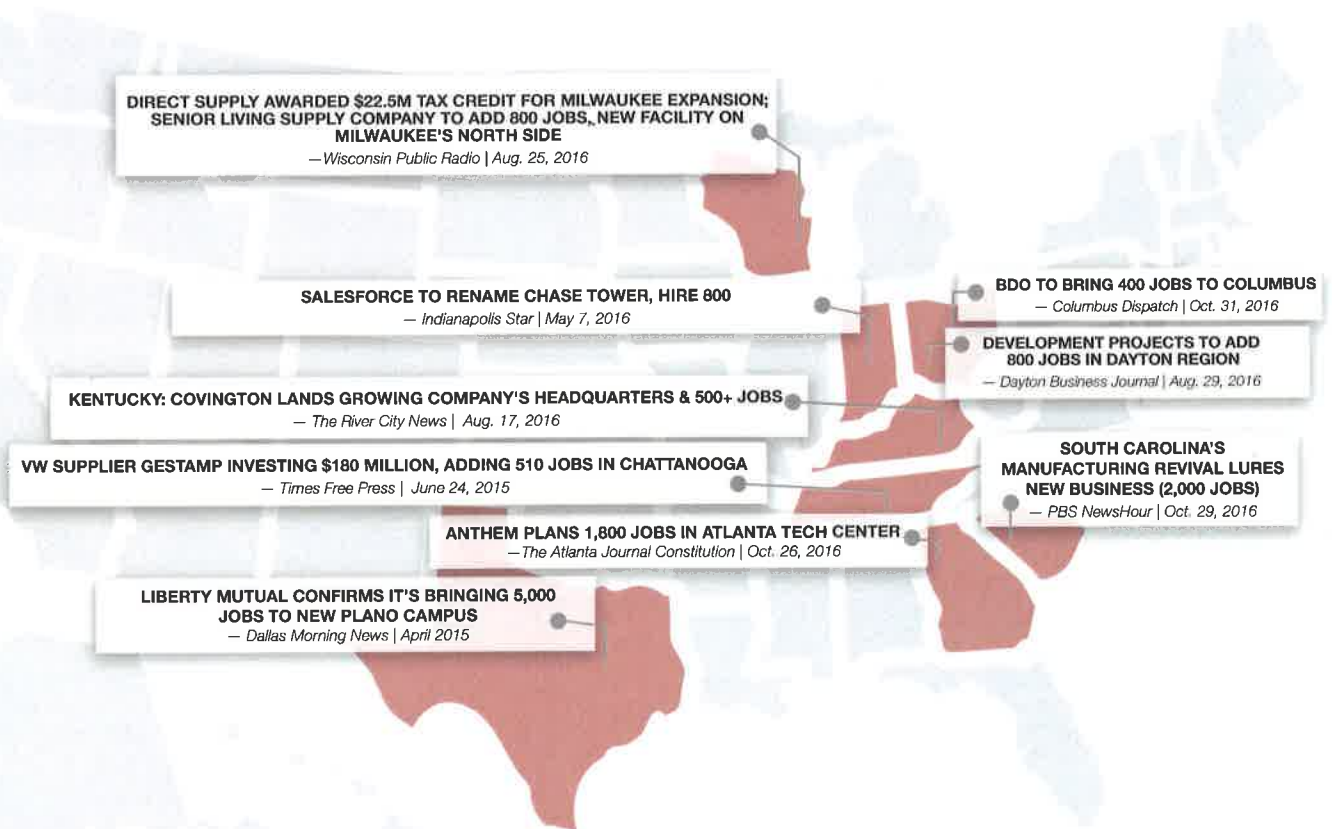 DIRECT SUPPLY AWARDED $22.5M TAX CREDIT FOR MILWAUKEE EXPANSION;
SENIOR LIVING SUPPLY COMPANY TO ADD 800 JOBS, NEW FACILITY ON
MILWAUKEE'S NORTH SIDE
—Wisconsin Public Radio | Aug. 25, 2016
SALESFORCE TO RENAME CHASE TOWER, HIRE 800
— Indianapolis Star | May 7, 2016
BDO TO BRING 400 JOBS TO COLUMBUS
— Columbus Dispatch | Oct. 31, 2016
DEVELOPMENT PROJECTS TO ADD
800 JOBS IN DAYTON REGION
— Dayton Business Journal | Aug. 29, 2016
KENTUCKY: COVINGTON LANDS GROWING COMPANY'S HEADQUARTERS & 500+ JOBS
— The River City News | Aug. 17, 2016
VW SUPPLIER GESTAMP INVESTING $180 MILLION, ADDING 510 JOBS IN CHATTANOOGA
— Times Free Press | June 24, 2015
SOUTH CAROLINA'S
MANUFACTURING REVIVAL LURES
NEW BUSINESS (2,000 JOBS)
— PBS NewsHour | Oct. 29, 2016
ANTHEM PLANS 1,800 JOBS IN ATLANTA TECH CENTER
—The Atlanta Journal Constitution | Oct. 26, 2016
LIBERTY MUTUAL CONFIRMS IT'S BRINGING 5,000
JOBS TO NEW PLANO CAMPUS
— Dallas Morning News | April 2015